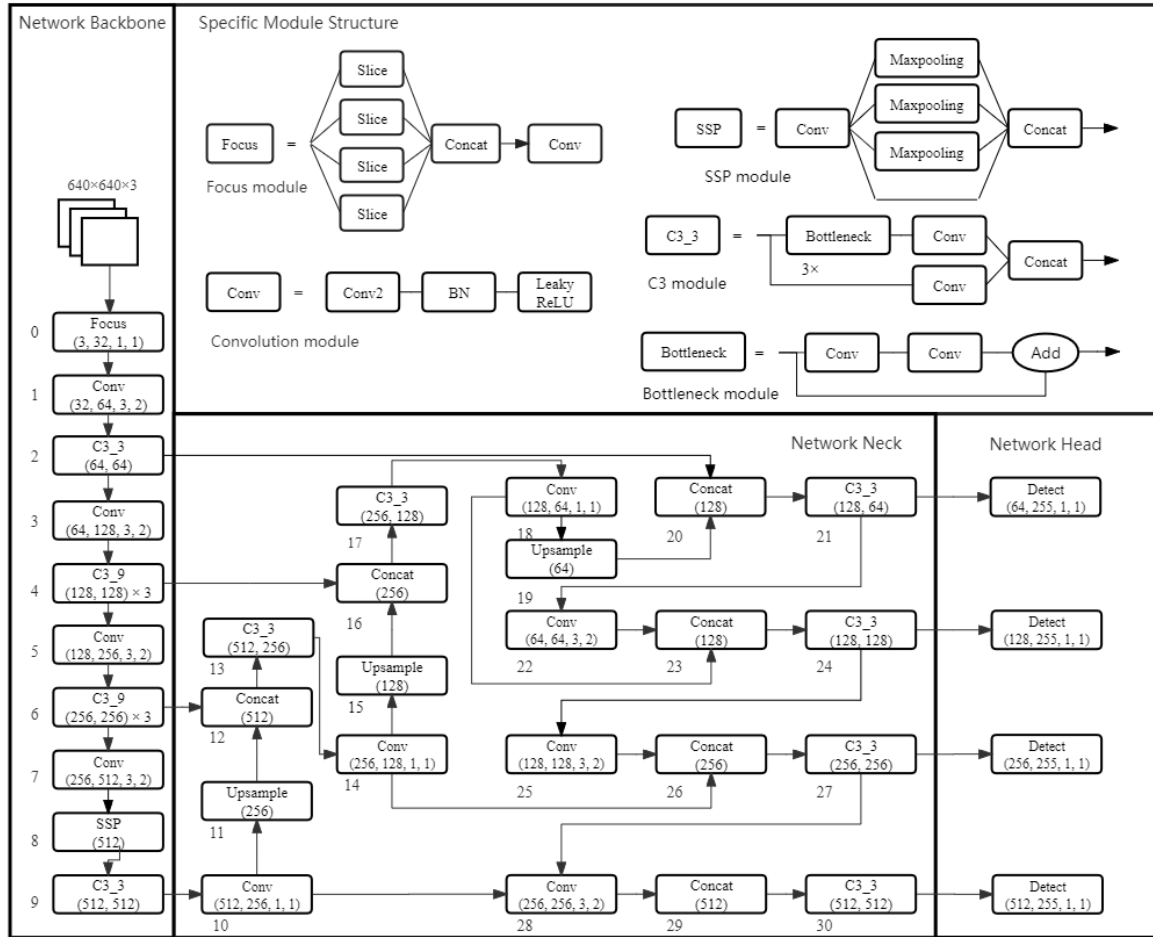 Network Backbone
640×640×3
0
Focus
(3, 32, 1, 1)
1
Conv
(32, 64, 3, 2)
2
C3_3
(64, 64)
3
Conv
(64, 128, 3, 2)
4
C3_9
(128, 128) × 3
5
Conv
(128, 256, 3, 2)
6
C3_9
(256, 256) × 3
7
Conv
(256, 512, 3, 2)
8
SSP
(512)
9
C3_3
(512, 512)
Specific Module Structure
Focus
=
Slice
Slice
Slice
Slice
Concat
Conv
Focus module
Conv
=
Conv2
BN
Leaky
ReLU
Convolution module
SSP
=
Conv
Maxpooling
Maxpooling
Maxpooling
Concat
SSP module
C3_3
=
Bottleneck
3×
Conv
Conv
Concat
C3 module
Bottleneck
=
Conv
Conv
Add
Bottleneck module
Network Neck
Conv
(512, 256, 1, 1)
10
Upsample
(256)
11
Concat
(512)
12
C3_3
(512, 256)
13
Conv
(256, 128, 1, 1)
14
Upsample
(128)
15
Concat
(256)
16
C3_3
(256, 128)
17
Conv
(128, 64, 1, 1)
18
Upsample
(64)
19
Concat
(128)
20
C3_3
(128, 64)
21
Conv
(64, 64, 3, 2)
22
Concat
(128)
23
C3_3
(128, 128)
24
Conv
(128, 128, 3, 2)
25
Concat
(256)
26
C3_3
(256, 256)
27
Conv
(256, 256, 3, 2)
28
Concat
(512)
29
C3_3
(512, 512)
30
Network Head
Detect
(64, 255, 1, 1)
Detect
(128, 255, 1, 1)
Detect
(256, 255, 1, 1)
Detect
(512, 255, 1, 1)